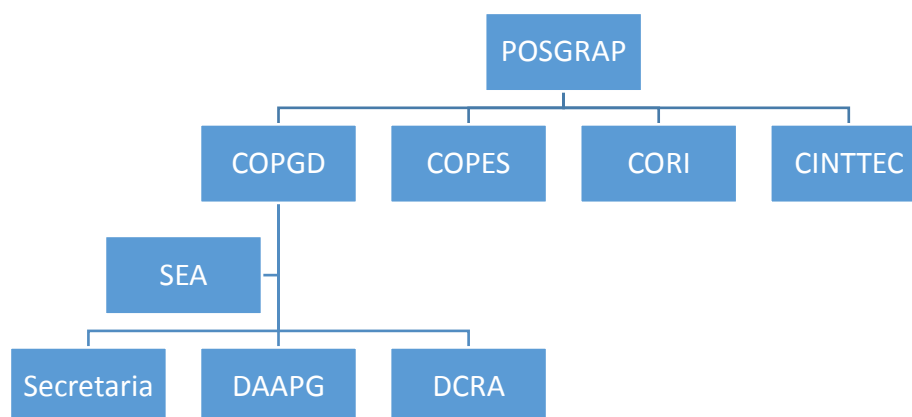 POSGRAP
COPGD
COPES
CORI
CINTTEC
SEA
Secretaria
DAAPG
DCRA